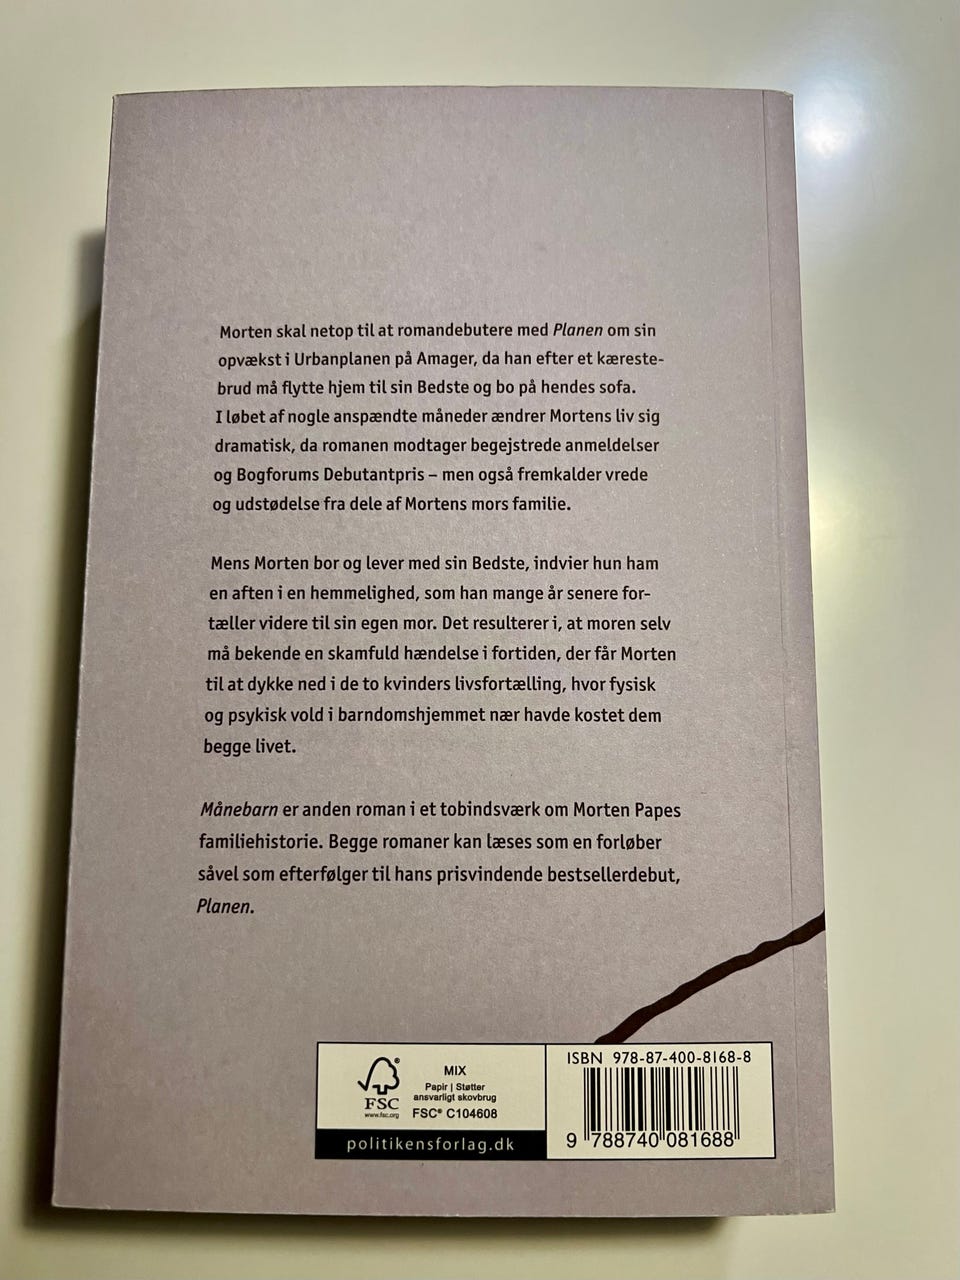 Morten skal netop til at romandebutere med Planen om sin
opvækst i Urbanplanen på Amager, da han efter et kæreste-
brud må flytte hjem til sin Bedste og bo på hendes sofa.
I løbet af nogle anspændte måneder ændrer Mortens liv sig
dramatisk, da romanen modtager begejstrede anmeldelser
og Bogforums Debutantpris – men også fremkalder vrede
og udstødelse fra dele af Mortens mors familie.
Mens Morten bor og lever med sin Bedste, indvier hun ham
en aften i en hemmelighed, som han mange år senere for-
tæller videre til sin egen mor. Det resulterer i, at moren selv
må bekende en skamfuld hændelse i fortiden, der får Morten
til at dykke ned i de to kvinders livsfortælling, hvor fysisk
og psykisk vold i barndomshjemmet nær havde kostet dem
begge livet.
Månebarn er anden roman i et tobindsværk om Morten Papes
familiehistorie. Begge romaner kan læses som en forløber
såvel som efterfølger til hans prisvindende bestsellerdebut,
Planen.
FSC®
www.fsc.org
MIX
Papir | Støtter
ansvarligt skovbrug
FSC® C104608
politikensforlag.dk
ISBN 978-87-400-8168-8
9 788740 081688